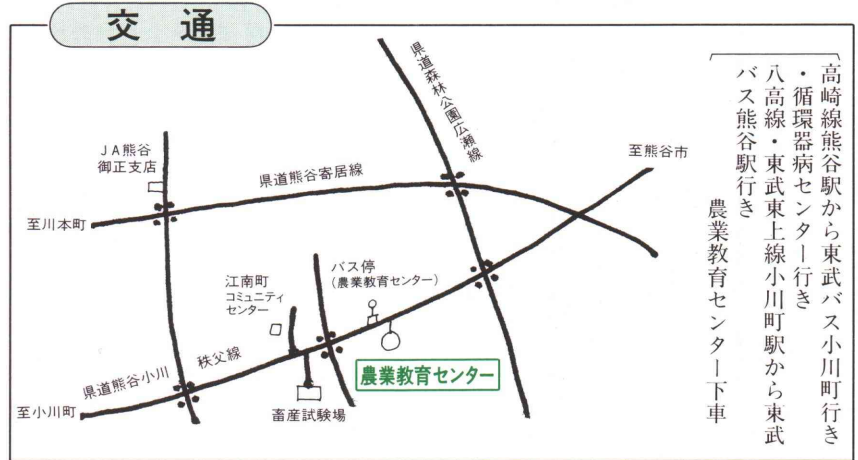 交通
高崎線熊谷駅から東武バス小川町行き
・循環器病センター行き
八高線・東武東上線小川町駅から東武
バス熊谷駅行き
農業教育センター下車
県道森林公園広瀬線
至熊谷市
JA熊谷
御正支店
県道熊谷寄居線
至川本町
バス停
(農業教育センター)
江南町
コミュニティ
センター
県道熊谷小川 秩父線
農業教育センター
至小川町
畜産試験場